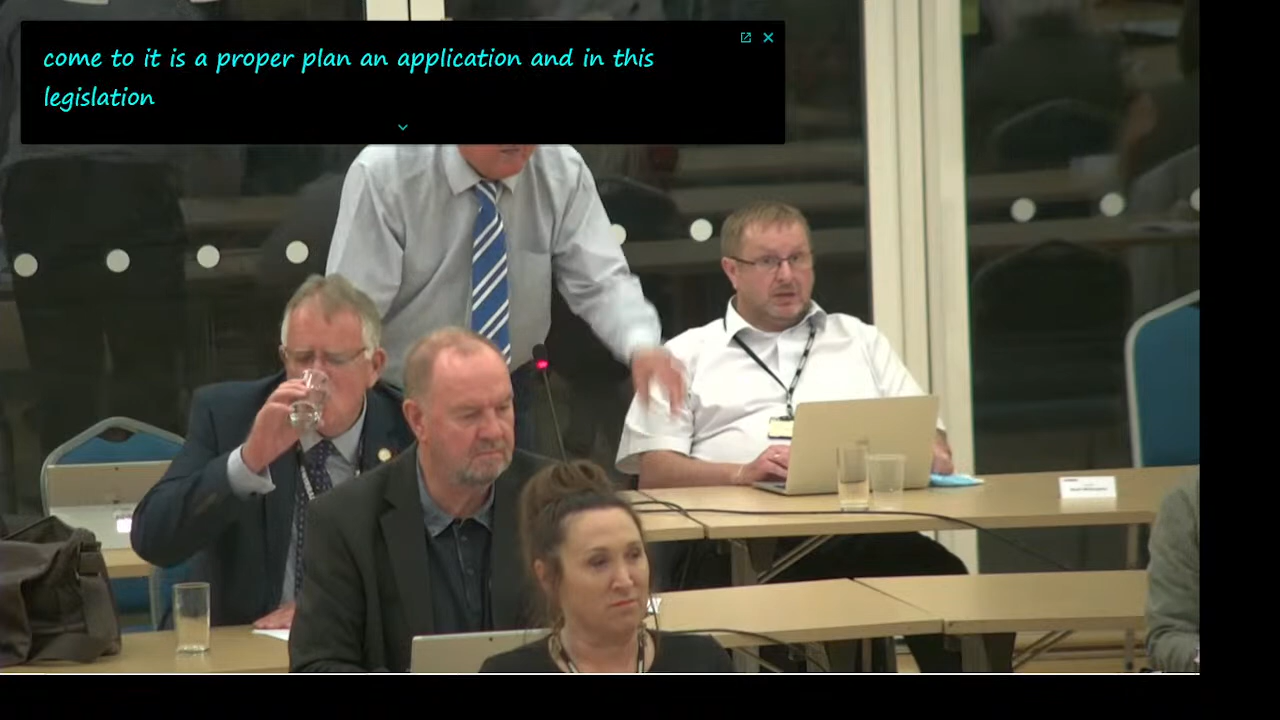 come to it is a proper plan an application and in this
legislation